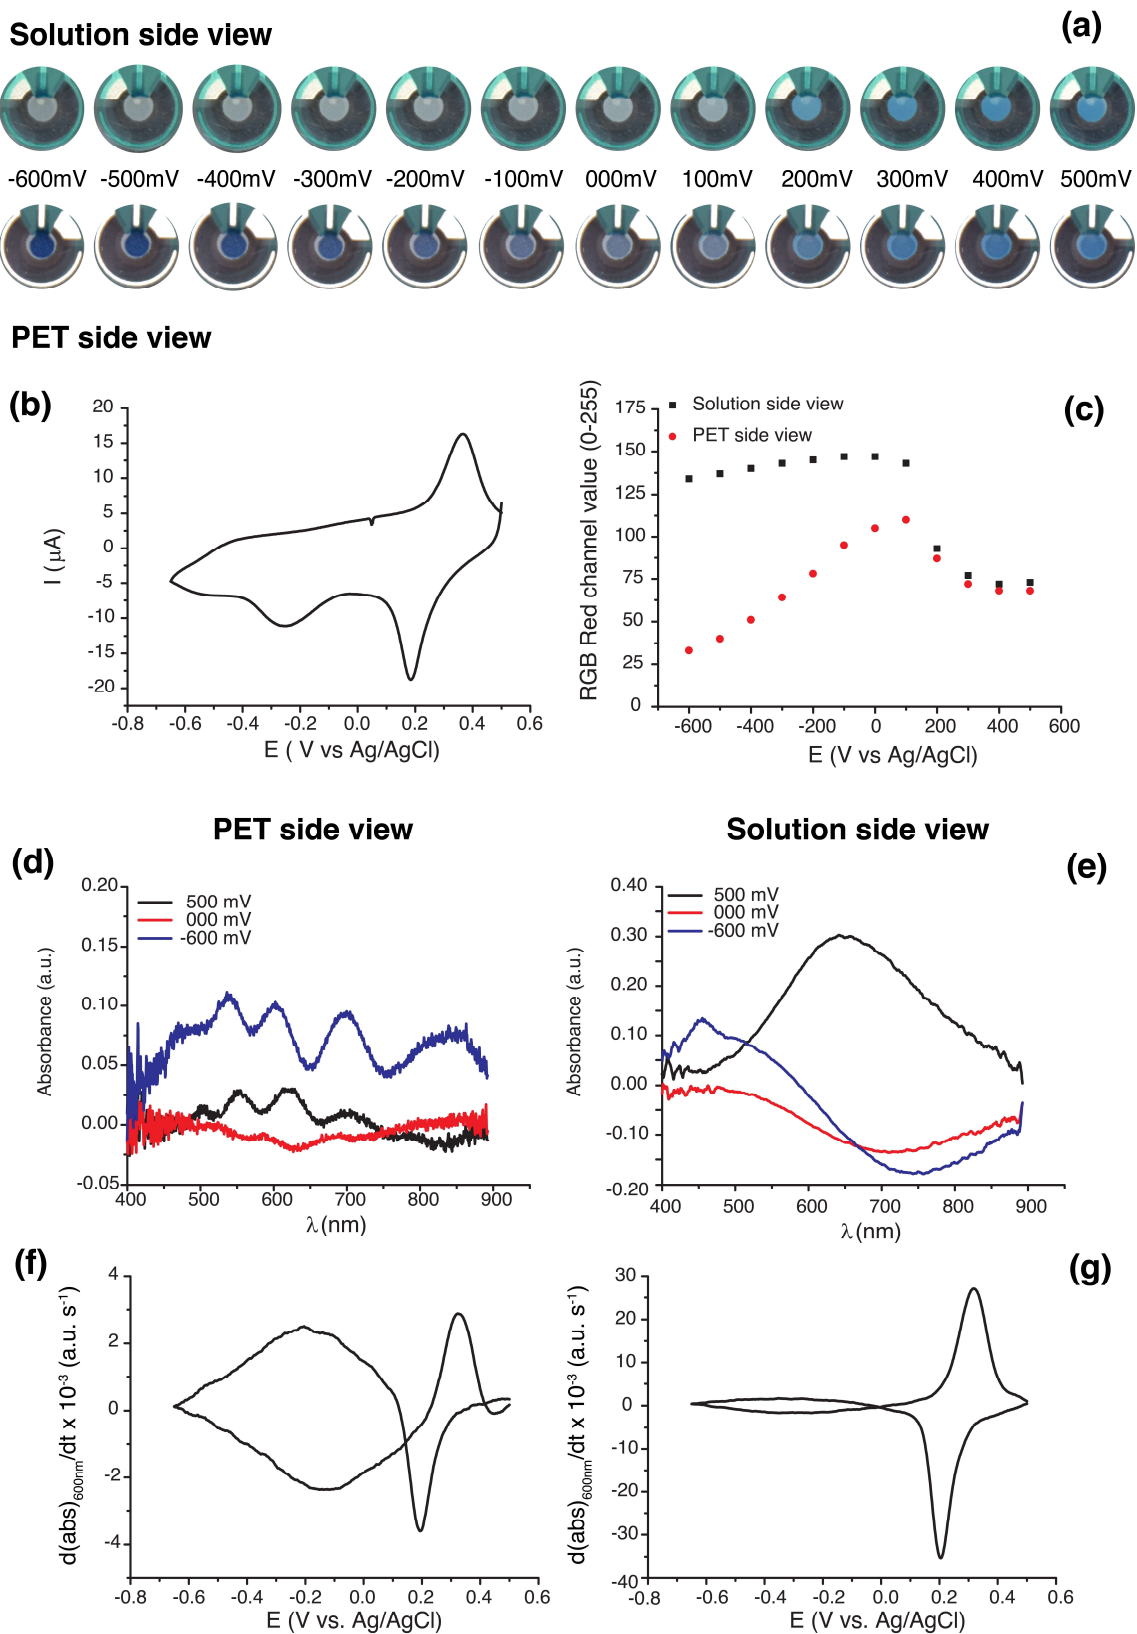 Solution side view
(a)
-600mV -500mV -400mV -300mV -200mV -100mV 000mV 100mV 200mV 300mV 400mV 500mV
PET side view
(b)
20
15
10
5
0
-5
-10
-15
-20
I (μA)
-0.8 -0.6 -0.4 -0.2 0.0 0.2 0.4 0.6
E ( V vs Ag/AgCl)
(c)
Solution side view
PET side view
175
150
125
100
75
50
25
0
RGB Red channel value (0-255)
-600 -400 -200 0 200 400 600
E (V vs Ag/AgCl)
PET side view
(d)
500 mV
000 mV
-600 mV
0.20
0.15
0.10
0.05
0.00
-0.05
Absorbance (a.u.)
400 500 600 700 800 900
λ(nm)
Solution side view
(e)
500 mV
000 mV
-600 mV
0.40
0.30
0.20
0.10
0.00
-0.10
-0.20
Absorbance (a.u.)
400 500 600 700 800 900
λ(nm)
(f)
4
2
0
-2
-4
d(abs)600nm/dt x 10-3 (a.u. s-1)
-0.8 -0.6 -0.4 -0.2 0.0 0.2 0.4 0.6
E (V vs. Ag/AgCl)
(g)
30
20
10
0
-10
-20
-30
-40
d(abs)600nm/dt x 10-3 (a.u. s-1)
-0.8 -0.6 -0.4 -0.2 0.0 0.2 0.4 0.6
E (V vs. Ag/AgCl)